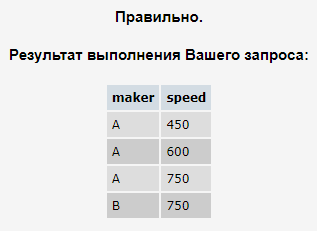 Правильно.
Результат выполнения Вашего запроса:
maker speed
A 450
A 600
A 750
B 750